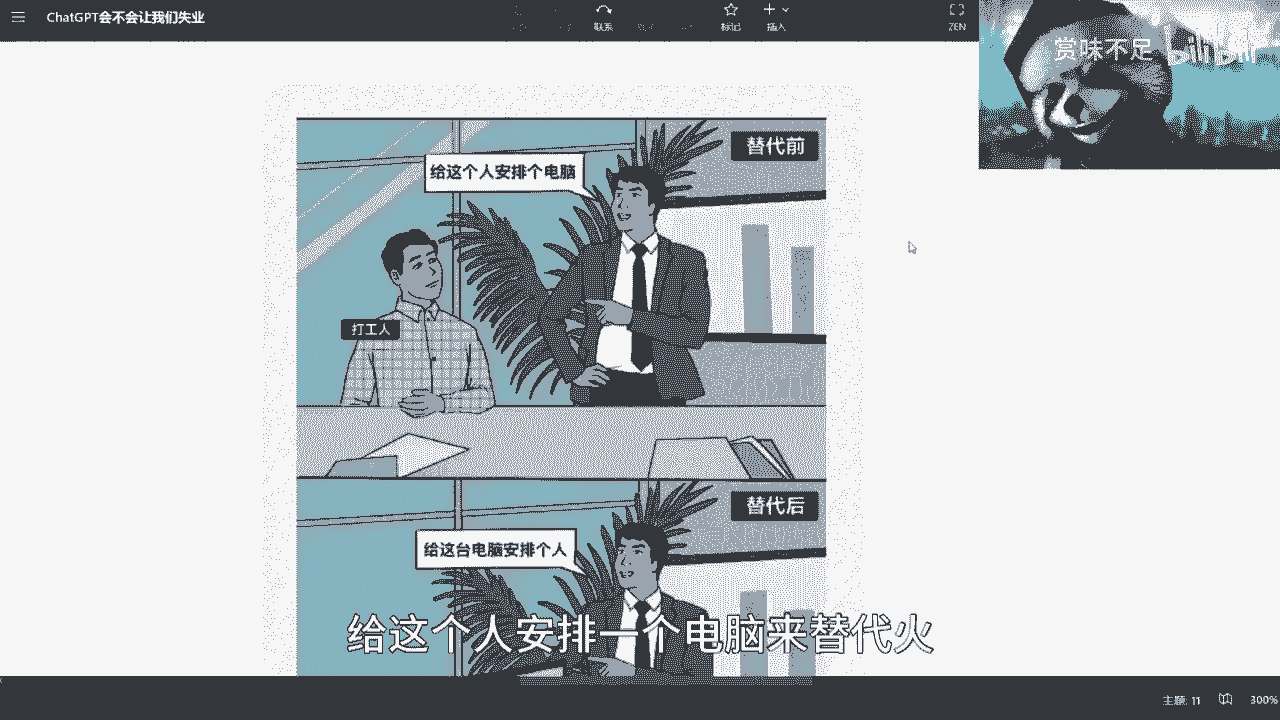 ChatGPT会不会让我们失业
联系
标记
插入
ZEN
赏味不足 bilibili
替代前
给这个人安排个电脑
打工人
替代后
给这台电脑安排个人
给这个人安排一个电脑来替代火
主题: 11
300%